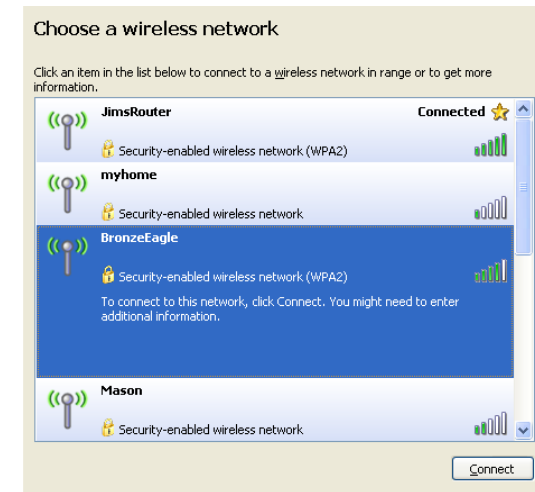 Choose a wireless network
Click an item in the list below to connect to a wireless network in range or to get more
information.
JimsRouter Connected
Security-enabled wireless network (WPA2)
myhome
Security-enabled wireless network
BronzeEagle
Security-enabled wireless network (WPA2)
To connect to this network, click Connect. You might need to enter
additional information.
Mason
Security-enabled wireless network
Connect